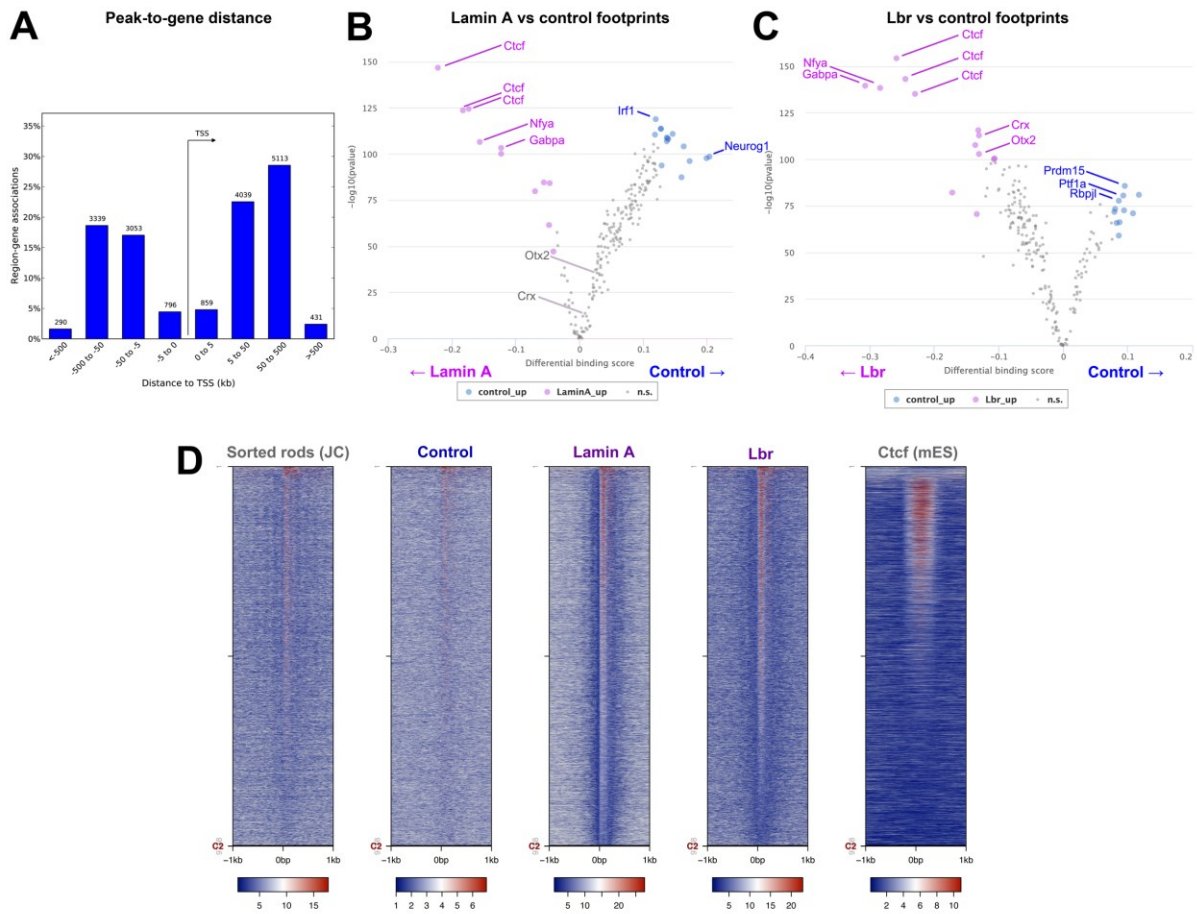 A
Peak-to-gene distance
35%
30%
25%
20%
15%
10%
5%
0%
Region-gene associations
290
3339
3053
796
TSS
859
4039
5113
431
<-500
-500 to -50
-50 to -5
-5 to 0
0 to 5
5 to 50
50 to 500
>500
Distance to TSS (kb)
B
Lamin A vs control footprints
−log10(pvalue)
150
125
100
75
50
25
0
Ctcf
Ctcf
Ctcf
Nfya
Gabpa
Irf1
Neurog1
Otx2
Crx
−0.3
−0.2
−0.1
0
0.1
0.2
Differential binding score
← Lamin A
Control →
control_up
LaminA_up
n.s.
C
Lbr vs control footprints
−log10(pvalue)
150
125
100
75
50
25
0
Ctcf
Ctcf
Ctcf
Nfya
Gabpa
Crx
Otx2
Prdm15
Ptf1a
Rbpjl
−0.4
−0.3
−0.2
−0.1
0
0.1
0.2
Differential binding score
← Lbr
Control →
control_up
Lbr_up
n.s.
D
Sorted rods (JC)
Control
Lamin A
Lbr
Ctcf (mES)
1
1
1
1
1
C2
C2
C2
C2
C2
−1kb
0bp
1kb
−1kb
0bp
1kb
−1kb
0bp
1kb
−1kb
0bp
1kb
−1kb
0bp
1kb
5
10
15
1
2
3
4
5
6
5
10
20
5
10
20
2
4
6
8
10